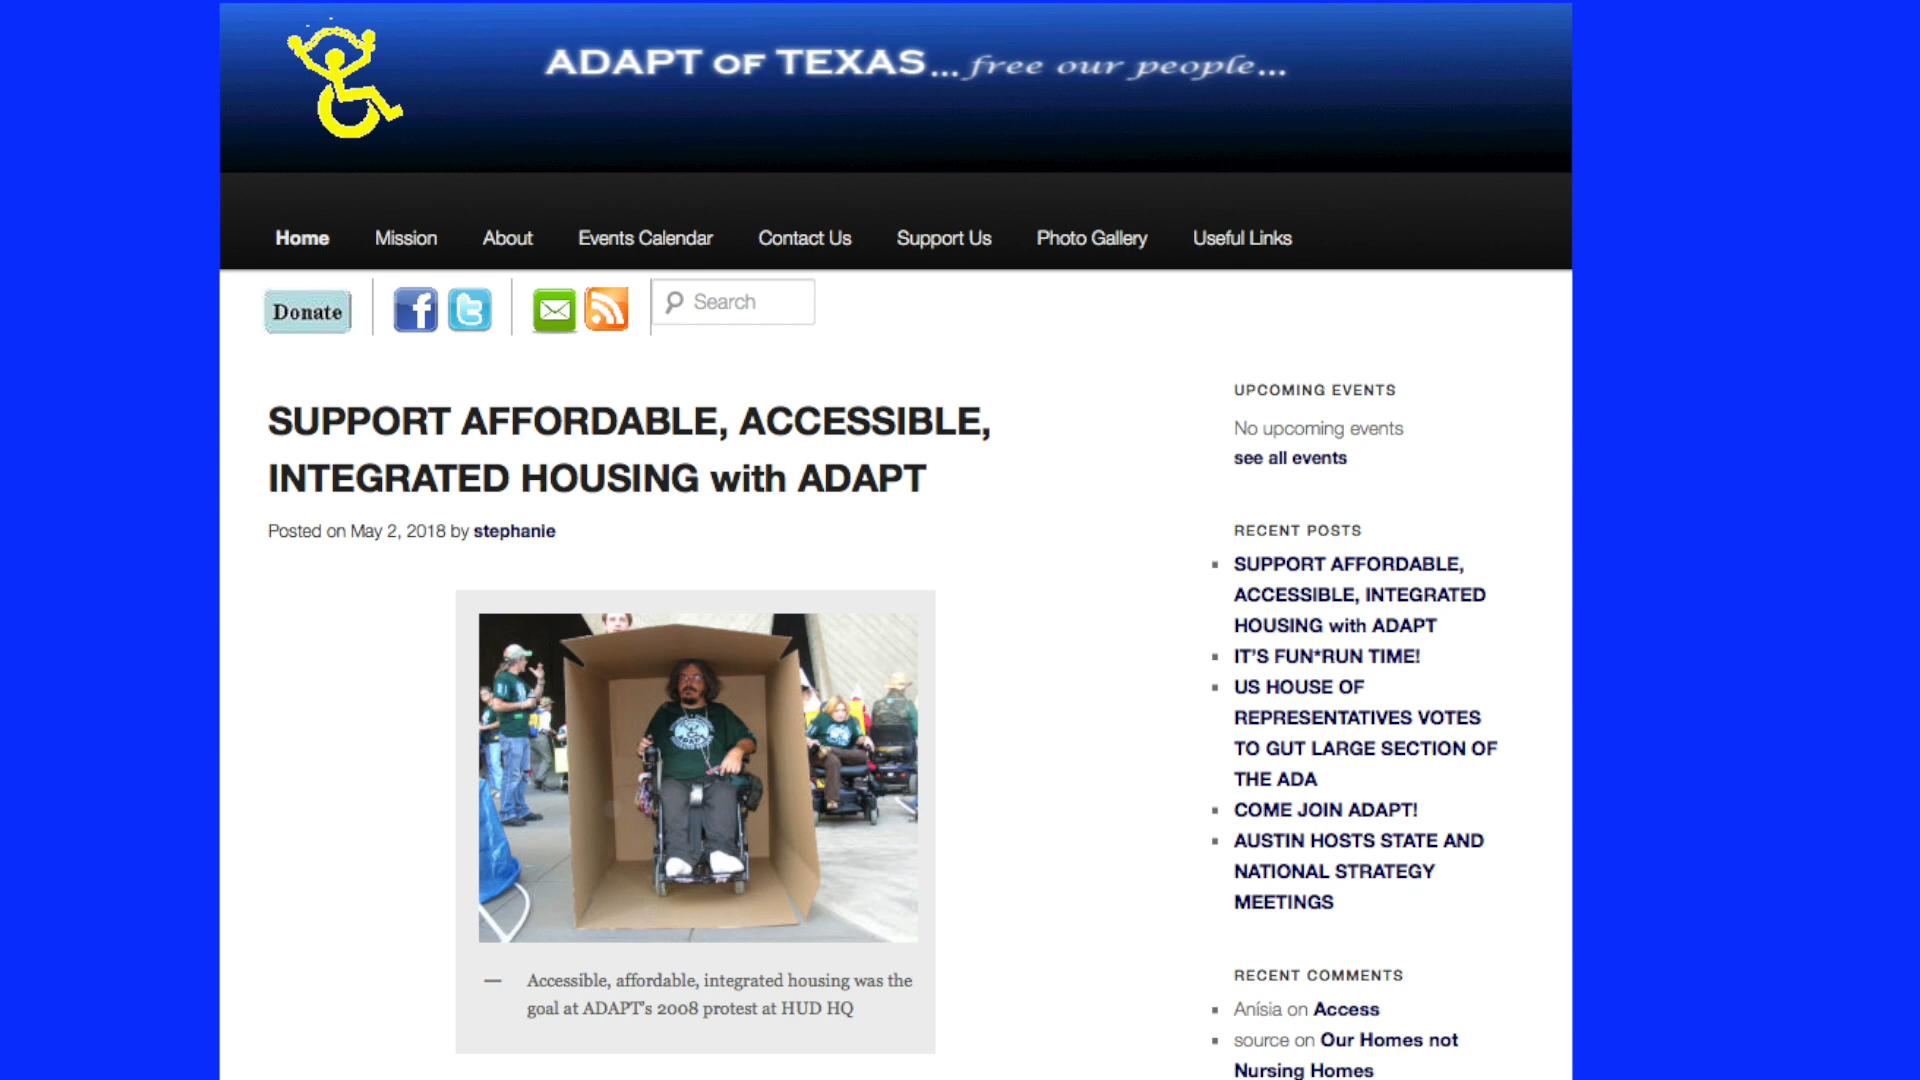 ADAPT OF TEXAS... free our people...
Home Mission About Events Calendar Contact Us Support Us Photo Gallery Useful Links
Donate
Search
SUPPORT AFFORDABLE, ACCESSIBLE,
INTEGRATED HOUSING with ADAPT
Posted on May 2, 2018 by stephanie
ADAPT
— Accessible, affordable, integrated housing was the
goal at ADAPT's 2008 protest at HUD HQ
UPCOMING EVENTS
No upcoming events
see all events
RECENT POSTS
SUPPORT AFFORDABLE,
ACCESSIBLE, INTEGRATED
HOUSING with ADAPT
IT'S FUN*RUN TIME!
US HOUSE OF
REPRESENTATIVES VOTES
TO GUT LARGE SECTION OF
THE ADA
COME JOIN ADAPT!
AUSTIN HOSTS STATE AND
NATIONAL STRATEGY
MEETINGS
RECENT COMMENTS
Anísia on Access
source on Our Homes not
Nursing Homes